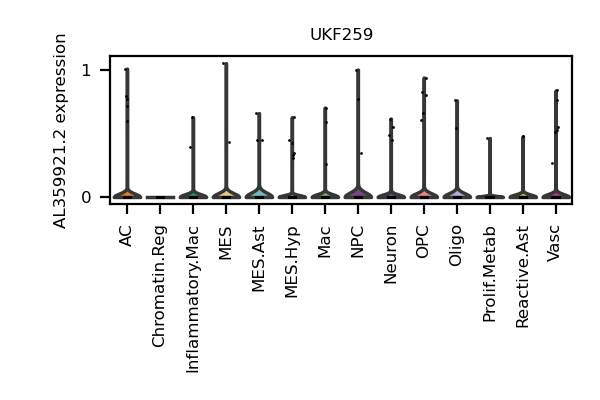 UKF259
AL359921.2 expression
1
0
AC
Chromatin.Reg
Inflammatory.Mac
MES
MES.Ast
MES.Hyp
Mac
NPC
Neuron
OPC
Oligo
Prolif.Metab
Reactive.Ast
Vasc